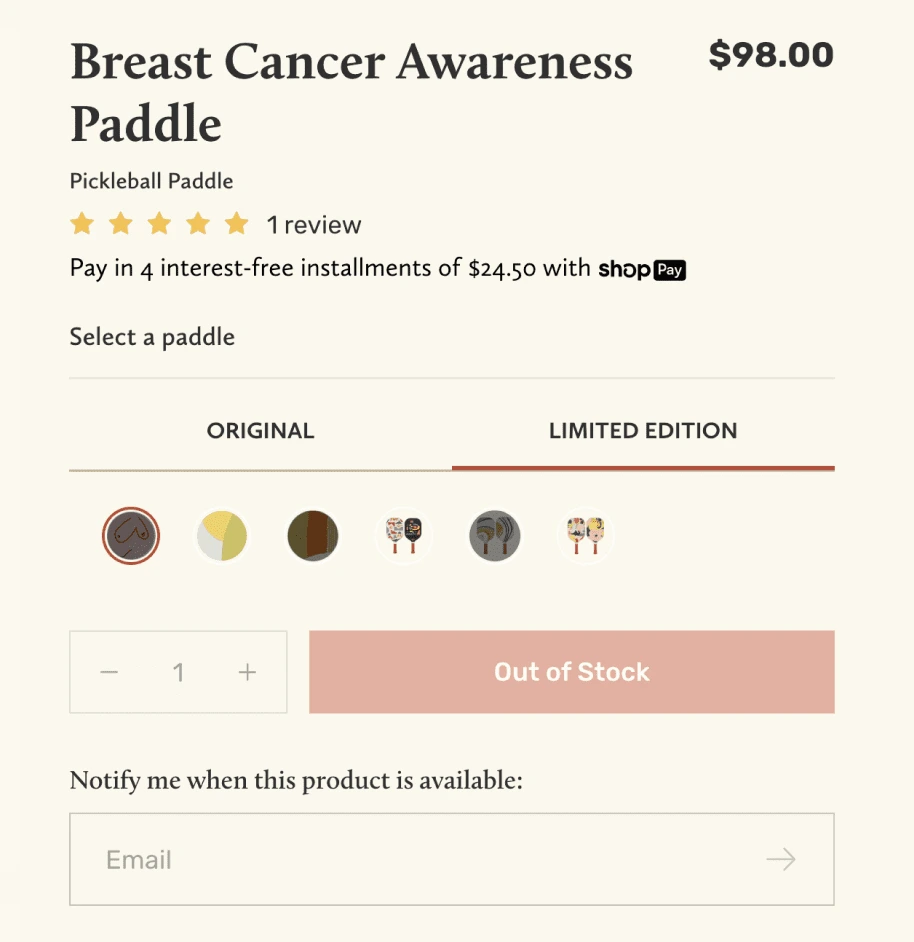 Breast Cancer Awareness
Paddle
$98.00
Pickleball Paddle
1 review
Pay in 4 interest-free installments of $24.50 with shop Pay
Select a paddle
ORIGINAL
LIMITED EDITION
1
Out of Stock
Notify me when this product is available:
Email